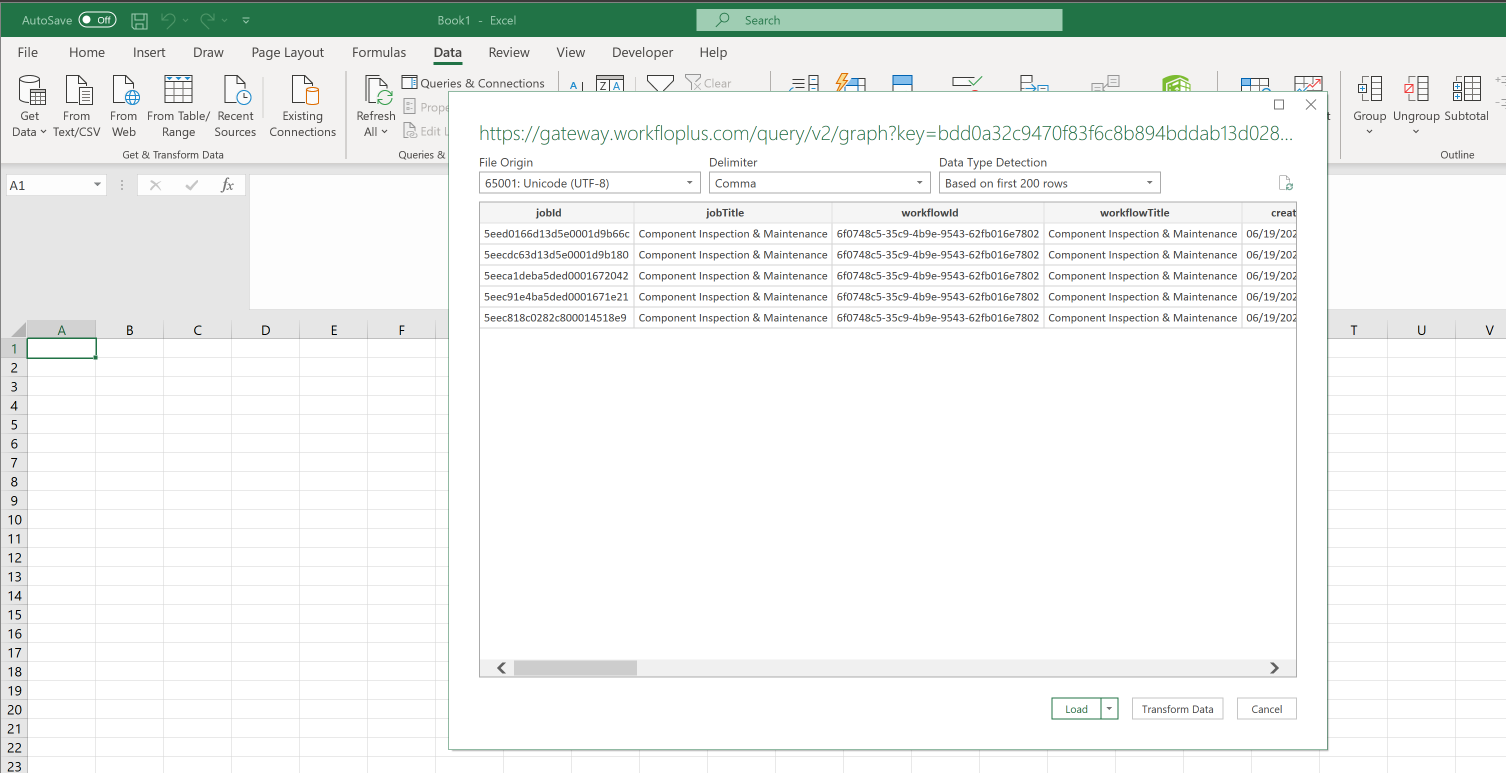 AutoSave Off Book1 - Excel Search
File Home Insert Draw Page Layout Formulas Data Review View Developer Help
Get Data
From Text/CSV
From Web
From Table/ Range
Recent Sources
Existing Connections
Get & Transform Data
Refresh All
Queries & Connections
Edit
Queries &
Z A
A
Clear
Group Ungroup Subtotal
Outline
A1 fx
https://gateway.workfloplus.com/query/v2/graph?key=bdd0a32c9470f83f6c8b894bddab13d028...
File Origin Delimiter Data Type Detection
65001: Unicode (UTF-8) Comma Based on first 200 rows
jobId jobTitle workflowId workflowTitle creat
5eed0166d13d5e0001d9b66c Component Inspection & Maintenance 6f0748c5-35c9-4b9e-9543-62fb016e7802 Component Inspection & Maintenance 06/19/202
5eecdc63d13d5e0001d9b180 Component Inspection & Maintenance 6f0748c5-35c9-4b9e-9543-62fb016e7802 Component Inspection & Maintenance 06/19/202
5eeca1deba5ded0001672042 Component Inspection & Maintenance 6f0748c5-35c9-4b9e-9543-62fb016e7802 Component Inspection & Maintenance 06/19/202
5eec91e4ba5ded0001671e21 Component Inspection & Maintenance 6f0748c5-35c9-4b9e-9543-62fb016e7802 Component Inspection & Maintenance 06/19/202
5eec818c0282c800014518e9 Component Inspection & Maintenance 6f0748c5-35c9-4b9e-9543-62fb016e7802 Component Inspection & Maintenance 06/19/202
A B C D E F T U V
1
2
3
4
5
6
7
8
9
10
11
12
13
14
15
16
17
18
19
20
21
22
23
Load Transform Data Cancel